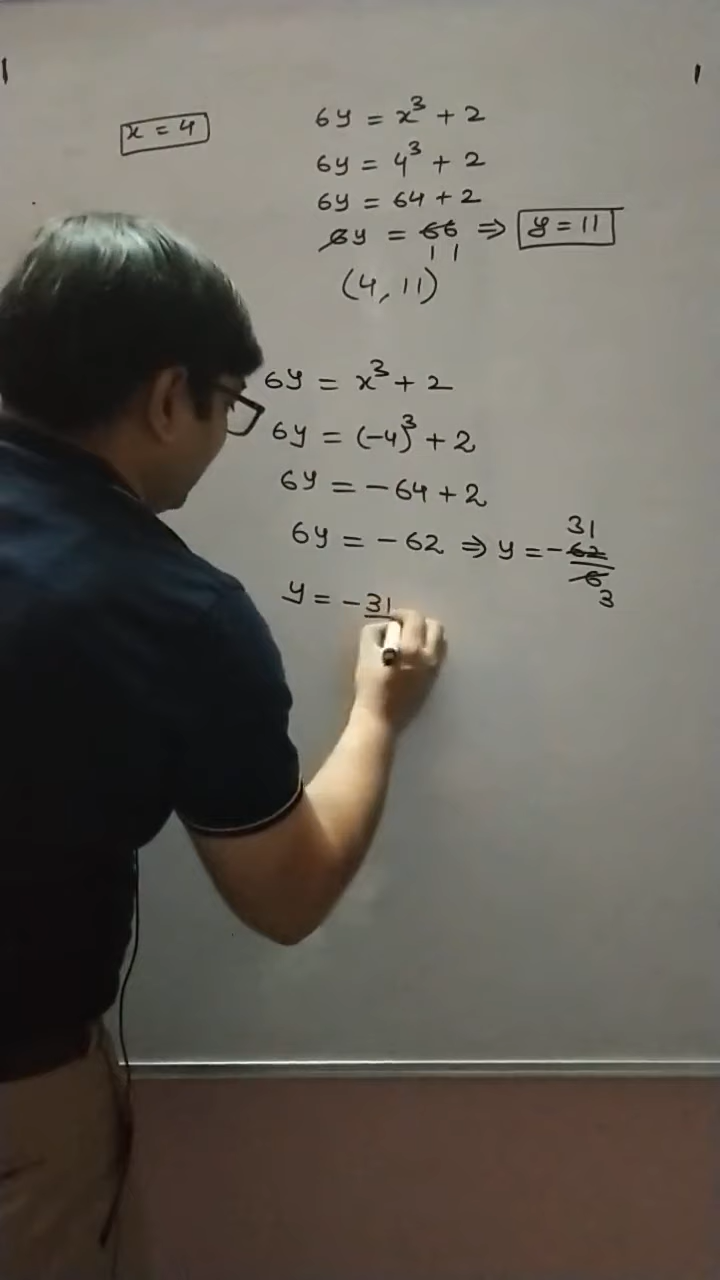 x = 4
6y = x³ + 2
6y = 4³ + 2
6y = 64 + 2
6y = 66 ⇒ y = 11
11
(4, 11)
6y = x³ + 2
6y = (-4)³ + 2
6y = -64 + 2
31
6y = -62 ⇒ y = -62/6
3
y = -31